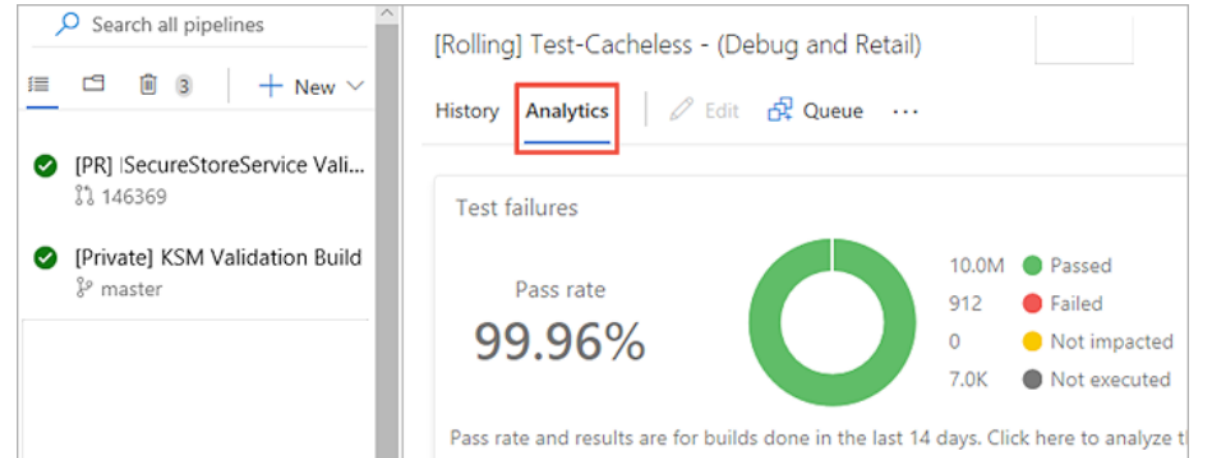 Search all pipelines
3
New
[PR] |SecureStoreService Vali...
146369
[Private] KSM Validation Build
master
[Rolling] Test-Cacheless - (Debug and Retail)
History Analytics Edit Queue ...
Test failures
Pass rate
99.96%
10.0M Passed
912 Failed
0 Not impacted
7.0K Not executed
Pass rate and results are for builds done in the last 14 days. Click here to analyze